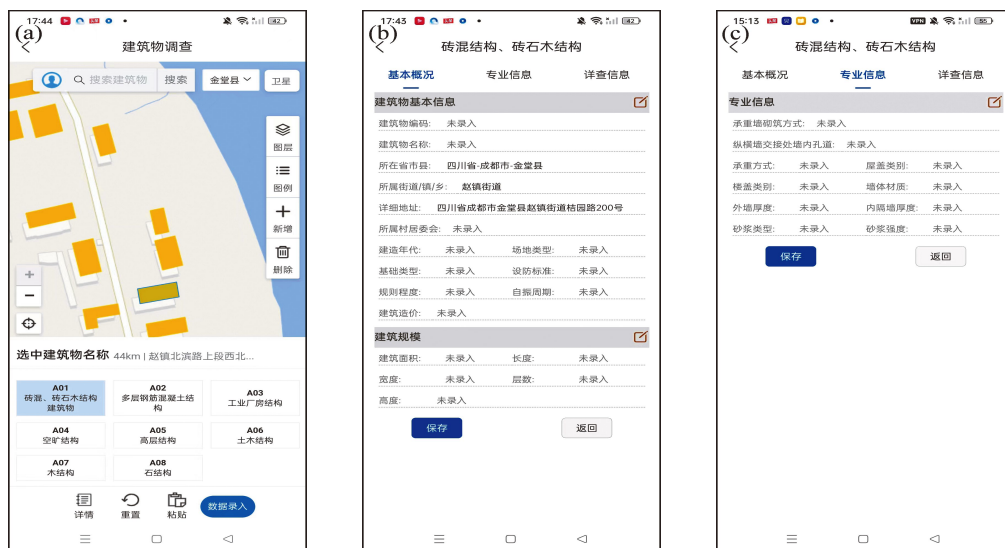 (a)
17:44
42
建筑物调查
搜索建筑物 搜索 金堂县 卫星
图层
图例
新增
删除
选中建筑物名称 44km | 赵镇北滨路上段西北...
A01
砖混、砖石木结构
建筑物
A02
多层钢筋混凝土结
构
A03
工业厂房结构
A04
空旷结构
A05
高层结构
A06
土木结构
A07
木结构
A08
石结构
详情 重置 粘贴 数据录入
(b)
17:43
42
砖混结构、砖石木结构
基本概况 专业信息 详查信息
建筑物基本信息
建筑物编码: 未录入
建筑物名称: 未录入
所在省市县: 四川省-成都市-金堂县
所属街道/镇/乡: 赵镇街道
详细地址: 四川省成都市金堂县赵镇街道桔园路200号
所属村居委会: 未录入
建造年代: 未录入 场地类型: 未录入
基础类型: 未录入 设防标准: 未录入
规则程度: 未录入 自振周期: 未录入
建筑造价: 未录入
建筑规模
建筑面积: 未录入 长度: 未录入
宽度: 未录入 层数: 未录入
高度: 未录入
保存 返回
(c)
15:13
VPN 55
砖混结构、砖石木结构
基本概况 专业信息 详查信息
专业信息
承重墙砌筑方式: 未录入
纵横墙交接处墙内孔道: 未录入
承重方式: 未录入 屋盖类别: 未录入
楼盖类别: 未录入 墙体材质: 未录入
外墙厚度: 未录入 内隔墙厚度: 未录入
砂浆类型: 未录入 砂浆强度: 未录入
保存 返回